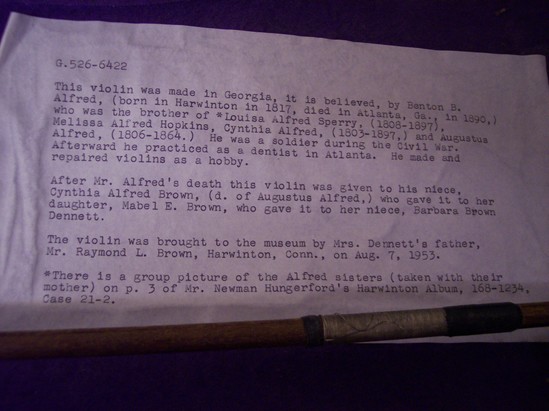 G.526-6422
This violin was made in Georgia, it is believed, by Benton B.
Alfred, (born in Harwinton in 1817, died in Atlanta, Ga., in 1890,)
who was the brother of *Louisa Alfred Sperry, (1808-1897),
Melissa Alfred Hopkins, Cynthia Alfred, (1803-1897,) and Augustus
Alfred, (1806-1864.) He was a soldier during the Civil War.
Afterward he practiced as a dentist in Atlanta. He made and
repaired violins as a hobby.
After Mr. Alfred's death this violin was given to his niece,
Cynthia Alfred Brown, (d. of Augustus Alfred,) who gave it to her
daughter, Mabel E. Brown, who gave it to her niece, Barbara Brown
Dennett.
The violin was brought to the museum by Mrs. Dennett's father,
Mr. Raymond L. Brown, Harwinton, Conn., on Aug. 7, 1953.
*There is a group picture of the Alfred sisters (taken with their
mother) on p. 3 of Mr. Newman Hungerford's Harwinton Album, 168-1234,
Case 21-2.